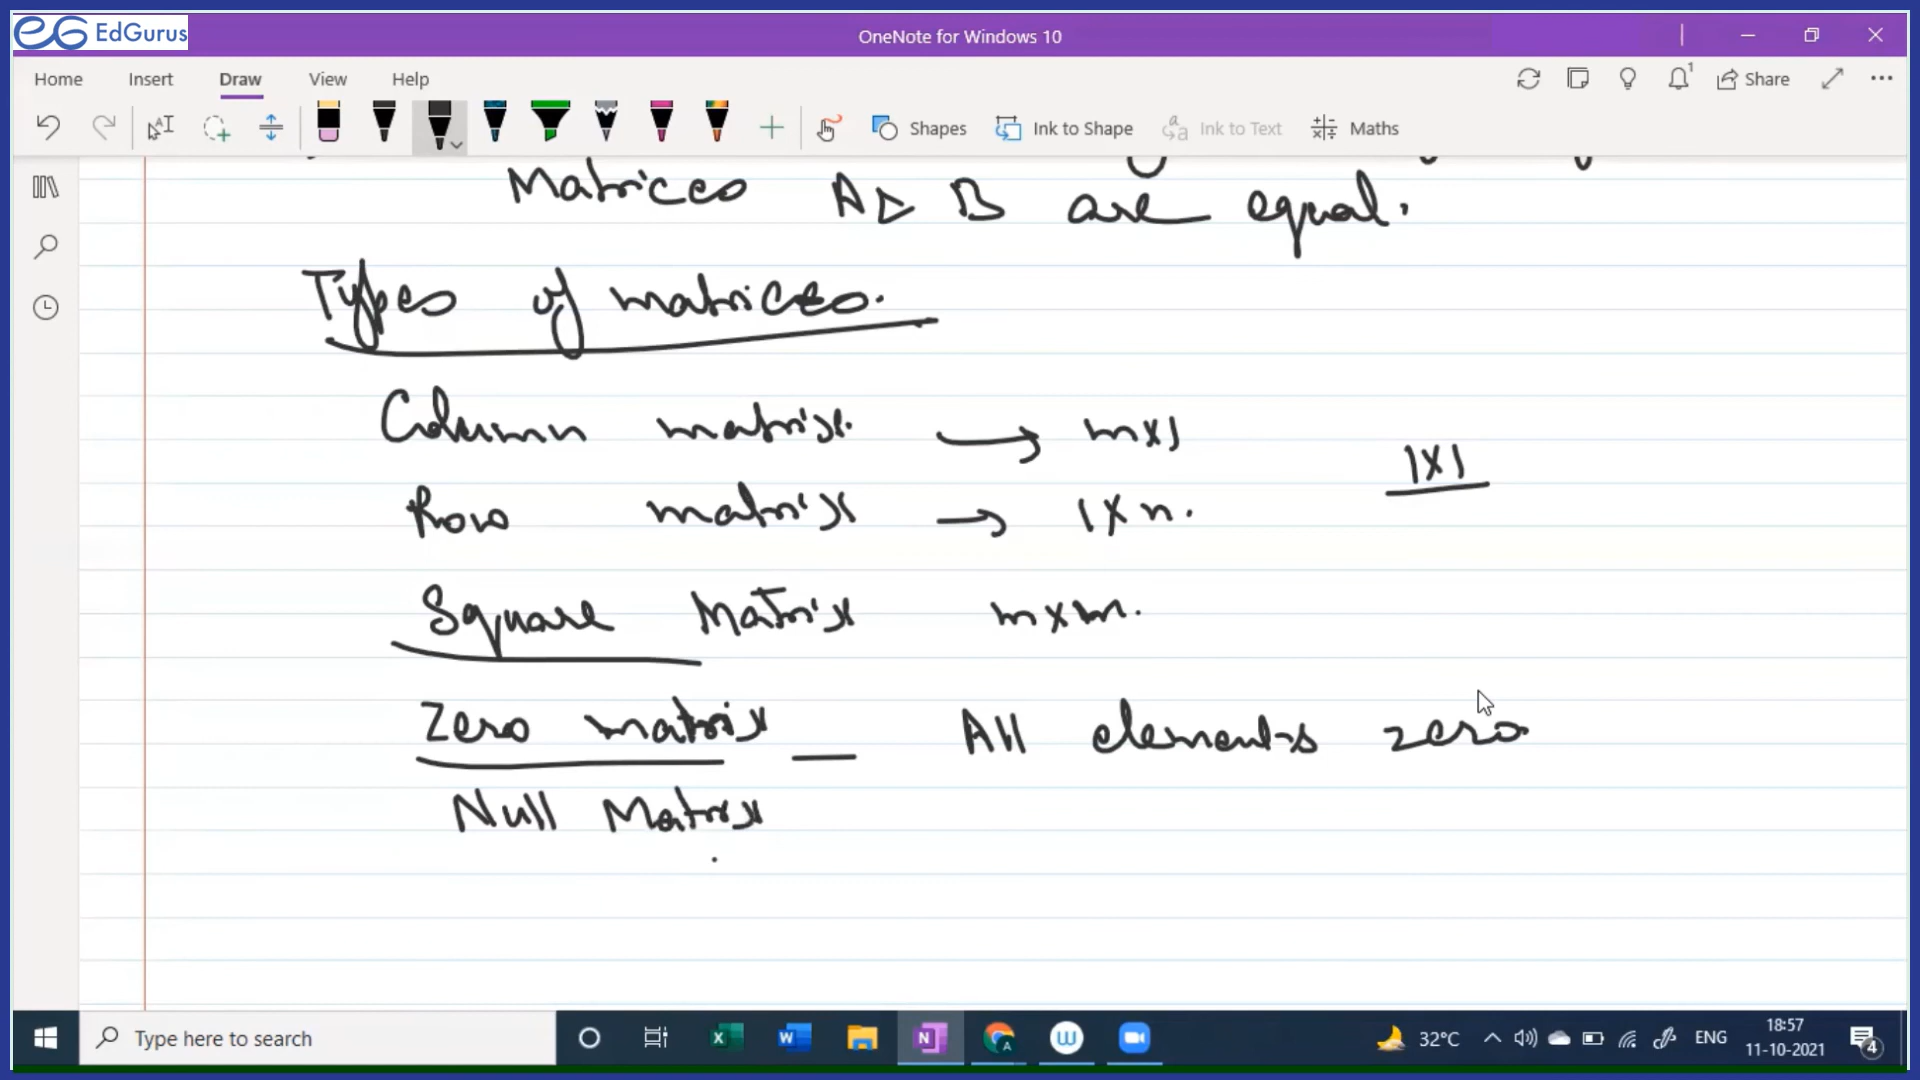 EdGurus
OneNote for Windows 10
Home Insert Draw View Help
1
Share
Shapes Ink to Shape Ink to Text Maths
Matrices A & B are equal.
Types of matrices.
Column matrix. → m×1
1×1
Row matrix → 1×n.
Square Matrix m×m.
Zero matrix — All elements zero
Null Matrix
Type here to search
32°C ENG 18:57
11-10-2021
4